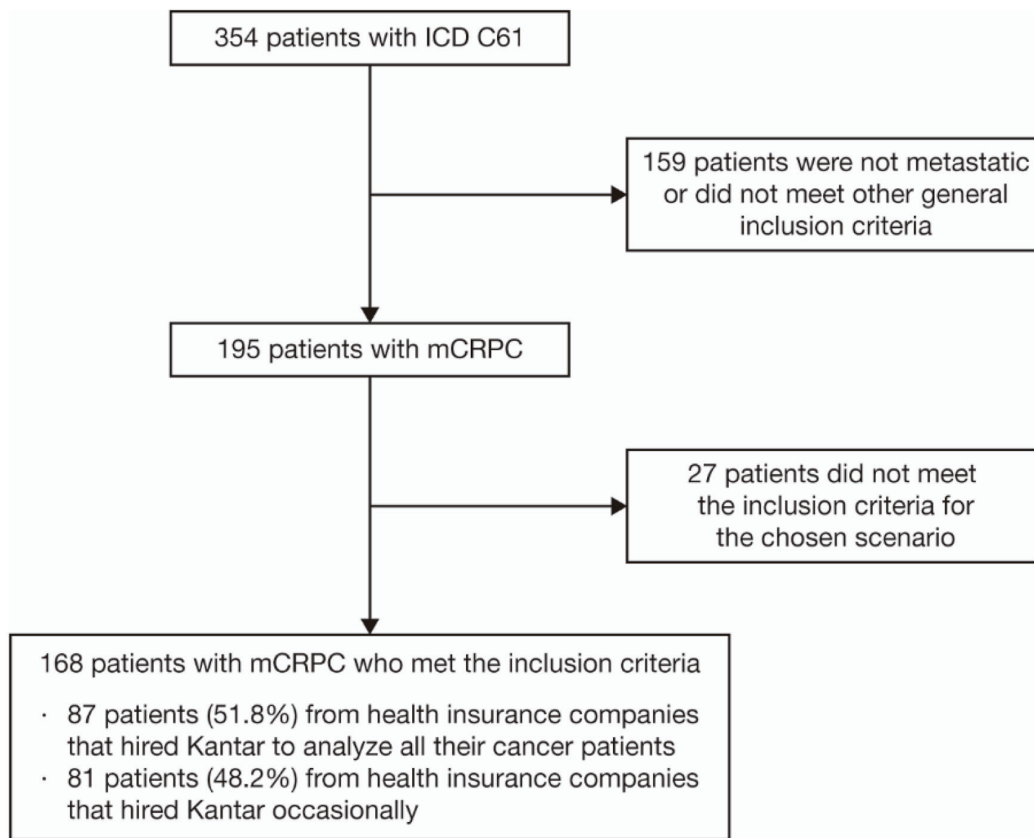 354 patients with ICD C61
159 patients were not metastatic
or did not meet other general
inclusion criteria
195 patients with mCRPC
27 patients did not meet
the inclusion criteria for
the chosen scenario
168 patients with mCRPC who met the inclusion criteria
· 87 patients (51.8%) from health insurance companies
that hired Kantar to analyze all their cancer patients
· 81 patients (48.2%) from health insurance companies
that hired Kantar occasionally